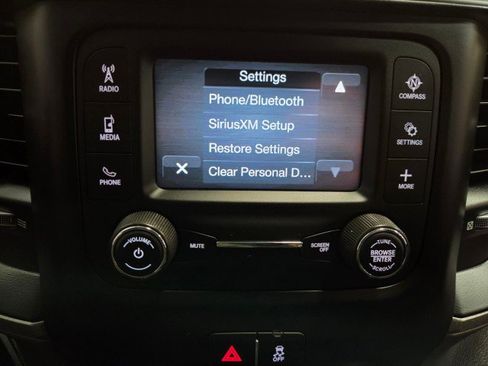 Settings
Phone/Bluetooth
SiriusXM Setup
Restore Settings
Clear Personal D...
RADIO
MEDIA
PHONE
N
COMPASS
SETTINGS
+
MORE
VOLUME
MUTE
SCREEN
OFF
TUNE
BROWSE
ENTER
SCROLL
OFF